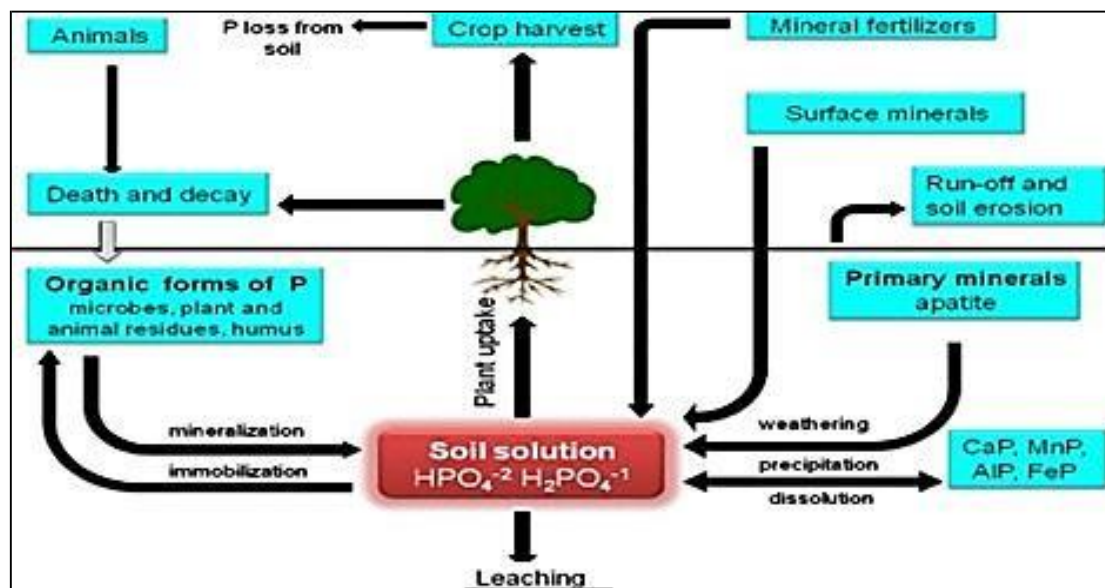 Animals
P loss from
soil
Crop harvest
Mineral fertilizers
Surface minerals
Death and decay
Run-off and
soil erosion
Organic forms of P
microbes, plant and
animal residues, humus
Primary minerals
apatite
Plant uptake
mineralization
immobilization
Soil solution
HPO₄⁻² H₂PO₄⁻¹
weathering
precipitation
dissolution
CaP, MnP,
AlP, FeP
Leaching